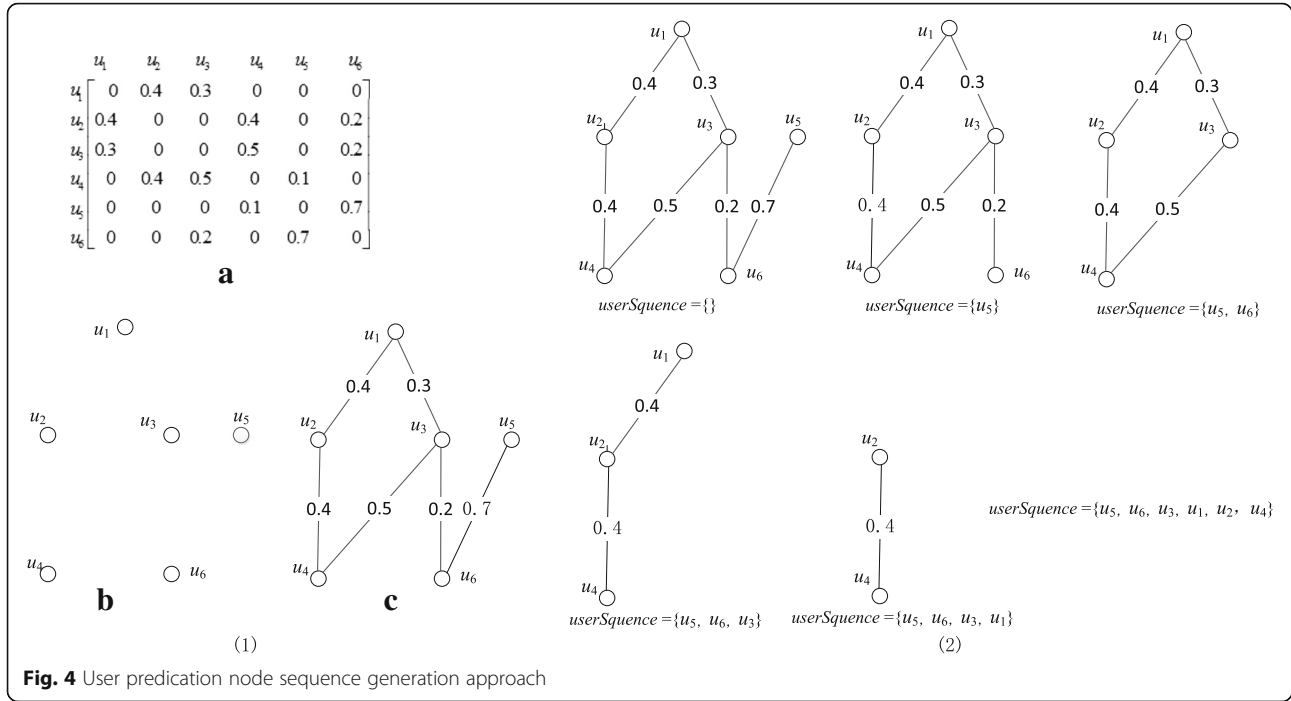 u1 u2 u3 u4 u5 u6
u1 0 0.4 0.3 0 0 0
u2 0.4 0 0 0.4 0 0.2
u3 0.3 0 0 0.5 0 0.2
u4 0 0.4 0.5 0 0.1 0
u5 0 0 0 0.1 0 0.7
u6 0 0 0.2 0 0.7 0
a
u1
u2 u3 u5
u4 u6
b
u1
0.4 0.3
u2 u3 u5
0.4 0.5 0.2 0.7
u4 u6
c
(1)
u1
0.4 0.3
u2 u3 u5
0.4 0.5 0.2 0.7
u4 u6
userSquence={}
u1
0.4 0.3
u2 u3
0.4 0.5 0.2
u4 u6
userSquence={u5}
u1
0.4 0.3
u2 u3
0.4 0.5
u4
userSquence={u5, u6}
u1
0.4
u2
0.4
u4
userSquence={u5, u6, u3}
u2
0.4
u4
userSquence={u5, u6, u3, u1}
userSquence={u5, u6, u3, u1, u2, u4}
(2)
Fig. 4 User predication node sequence generation approach